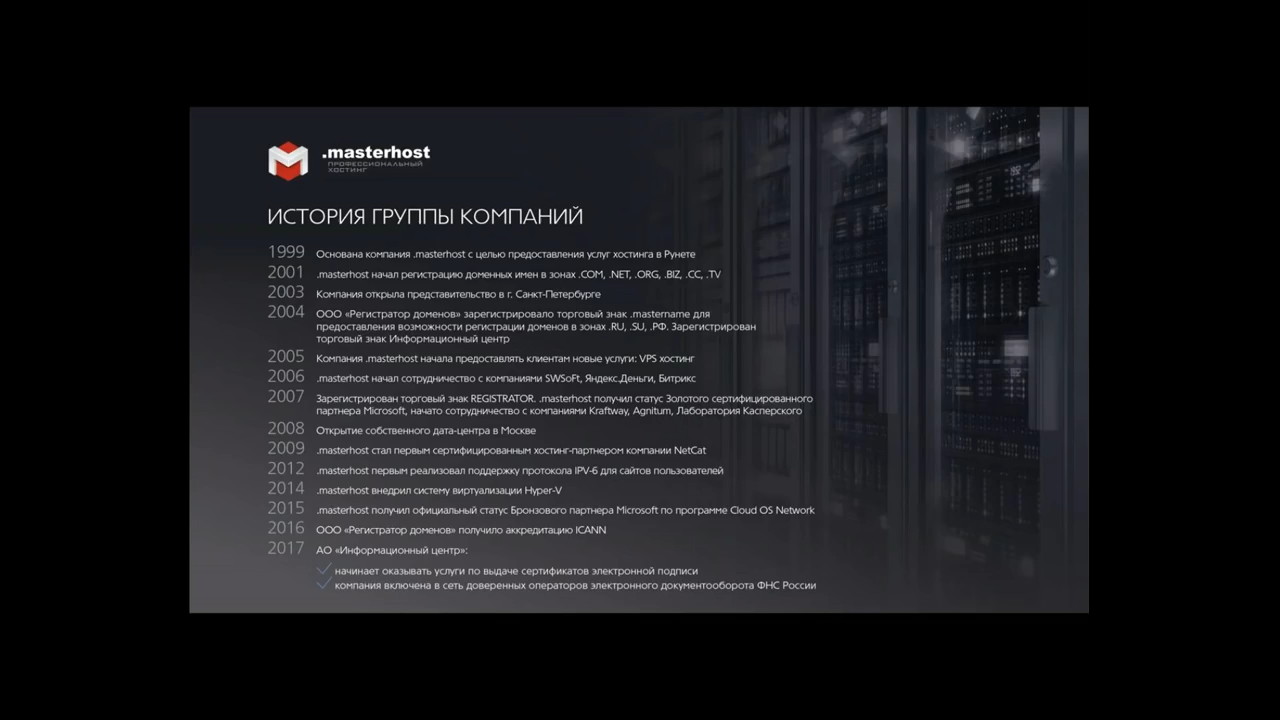 .masterhost
ПРОФЕССИОНАЛЬНЫЙ
ХОСТИНГ
ИСТОРИЯ ГРУППЫ КОМПАНИЙ
1999 Основана компания .masterhost с целью предоставления услуг хостинга в Рунете
2001 .masterhost начал регистрацию доменных имен в зонах .COM, .NET, .ORG, .BIZ, .CC, .TV
2003 Компания открыла представительство в г. Санкт-Петербурге
2004 ООО «Регистратор доменов» зарегистрировало торговый знак .mastername для
предоставления возможности регистрации доменов в зонах .RU, .SU, .РФ. Зарегистрирован
торговый знак Информационный центр
2005 Компания .masterhost начала предоставлять клиентам новые услуги: VPS хостинг
2006 .masterhost начал сотрудничество с компаниями SWSoFt, Яндекс.Деньги, Битрикс
2007 Зарегистрирован торговый знак REGISTRATOR. .masterhost получил статус Золотого сертифицированного
партнера Microsoft, начато сотрудничество с компаниями Kraftway, Agnitum, Лаборатория Касперского
2008 Открытие собственного дата-центра в Москве
2009 .masterhost стал первым сертифицированным хостинг-партнером компании NetCat
2012 .masterhost первым реализовал поддержку протокола IPV-6 для сайтов пользователей
2014 .masterhost внедрил систему виртуализации Hyper-V
2015 .masterhost получил официальный статус Бронзового партнера Microsoft по программе Cloud OS Network
2016 ООО «Регистратор доменов» получило аккредитацию ICANN
2017 АО «Информационный центр»:
начинает оказывать услуги по выдаче сертификатов электронной подписи
компания включена в сеть доверенных операторов электронного документооборота ФНС России